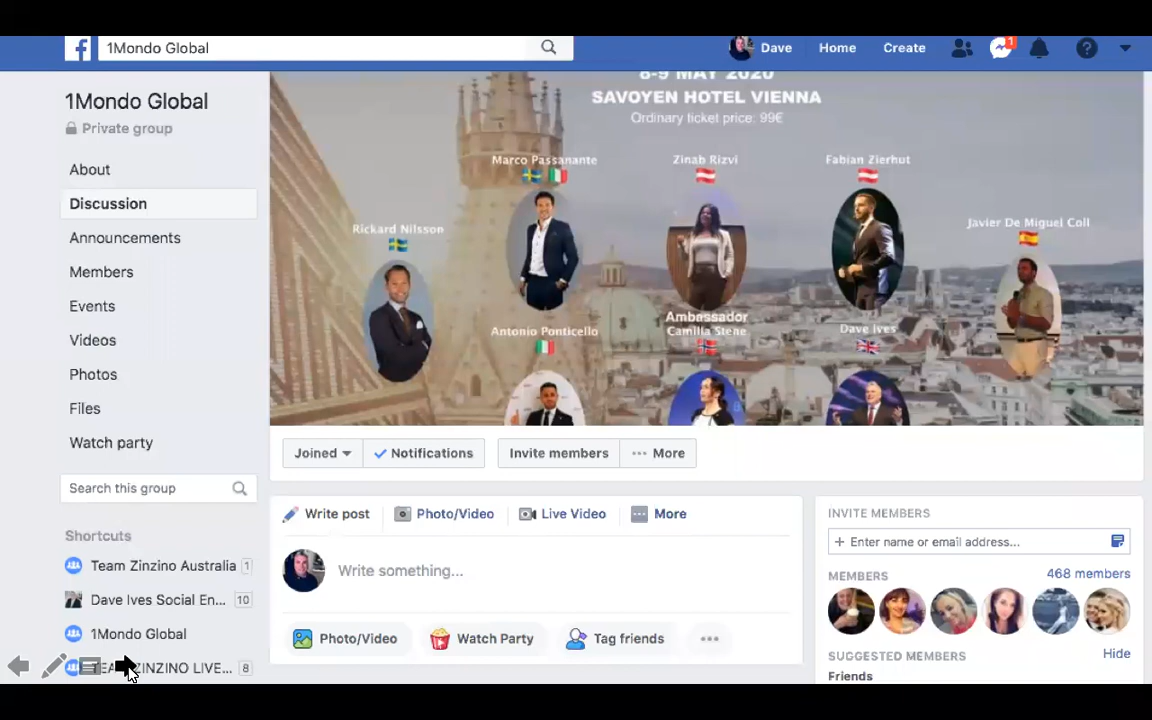 1Mondo Global
Dave
Home
Create
1
1Mondo Global
Private group
About
Discussion
Announcements
Members
Events
Videos
Photos
Files
Watch party
Search this group
Shortcuts
Team Zinzino Australia 1
Dave Ives Social En... 10
1Mondo Global
ZINZINO LIVE... 8
8-9 MAY 2020
SAVOYEN HOTEL VIENNA
Ordinary ticket price: 99€
Marco Passanante
Zinab Rizvi
Fabian Zierhut
Rickard Nilsson
Javier De Miguel Coll
Antonio Ponticello
Ambassador
Camilla Stene
Dave Ives
Joined
Notifications
Invite members
More
Write post
Photo/Video
Live Video
More
Write something...
Photo/Video
Watch Party
Tag friends
INVITE MEMBERS
+ Enter name or email address...
MEMBERS
468 members
SUGGESTED MEMBERS
Hide
Friends